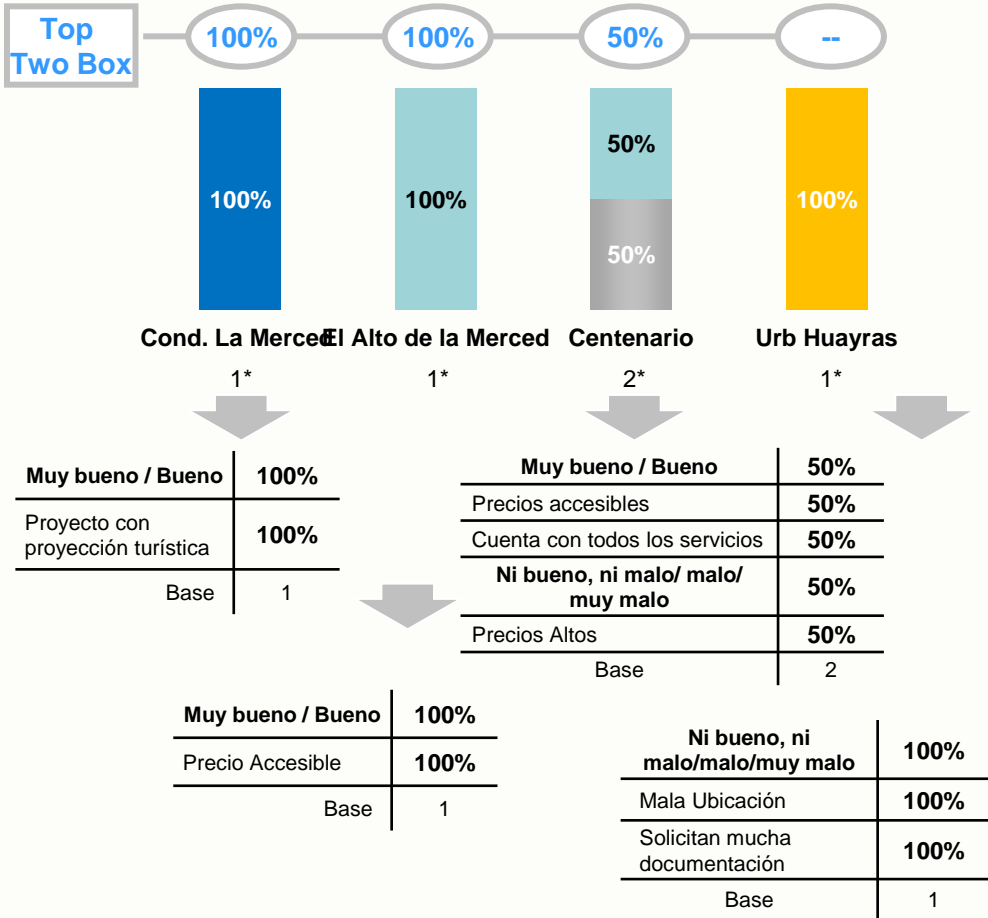 Top
Two Box
100%
100%
50%
--
100%
100%
50%
50%
100%
Cond. La Merced
El Alto de la Merced
Centenario
Urb Huayras
1*
1*
2*
1*
Muy bueno / Bueno 100%
Proyecto con
proyección turística 100%
Base 1
Muy bueno / Bueno 50%
Precios accesibles 50%
Cuenta con todos los servicios 50%
Ni bueno, ni malo/ malo/
muy malo 50%
Precios Altos 50%
Base 2
Muy bueno / Bueno 100%
Precio Accesible 100%
Base 1
Ni bueno, ni
malo/malo/muy malo 100%
Mala Ubicación 100%
Solicitan mucha
documentación 100%
Base 1